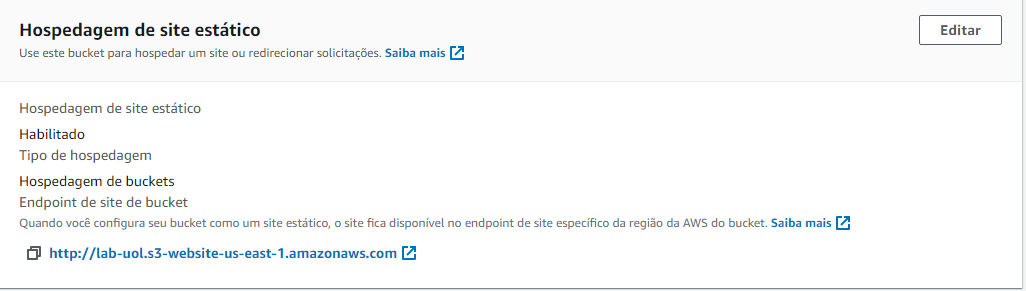 Hospedagem de site estático
Editar
Use este bucket para hospedar um site ou redirecionar solicitações. Saiba mais
Hospedagem de site estático
Habilitado
Tipo de hospedagem
Hospedagem de buckets
Endpoint de site de bucket
Quando você configura seu bucket como um site estático, o site fica disponível no endpoint de site específico da região da AWS do bucket. Saiba mais
http://lab-uol.s3-website-us-east-1.amazonaws.com